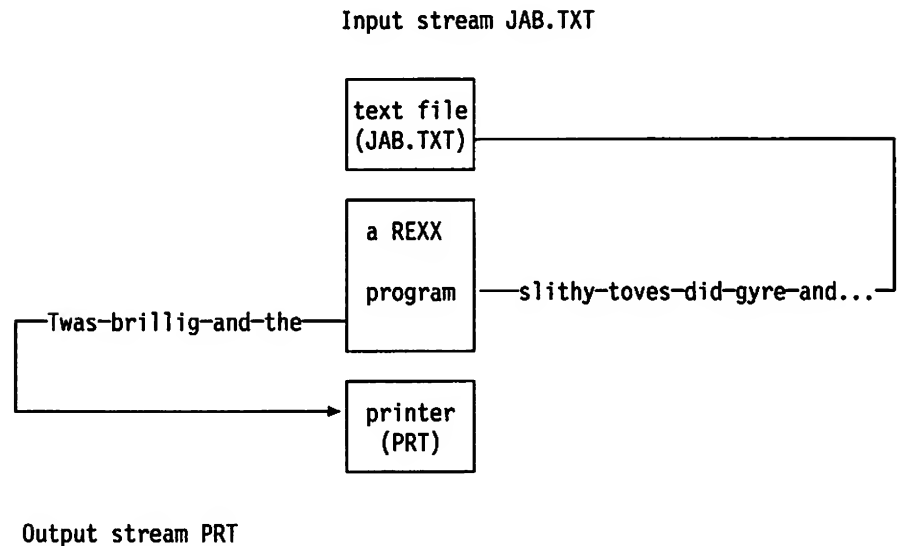 Input stream JAB.TXT
text file
(JAB.TXT)
a REXX
program
slithy-toves-did-gyre-and...
Twas-brillig-and-the
printer
(PRT)
Output stream PRT